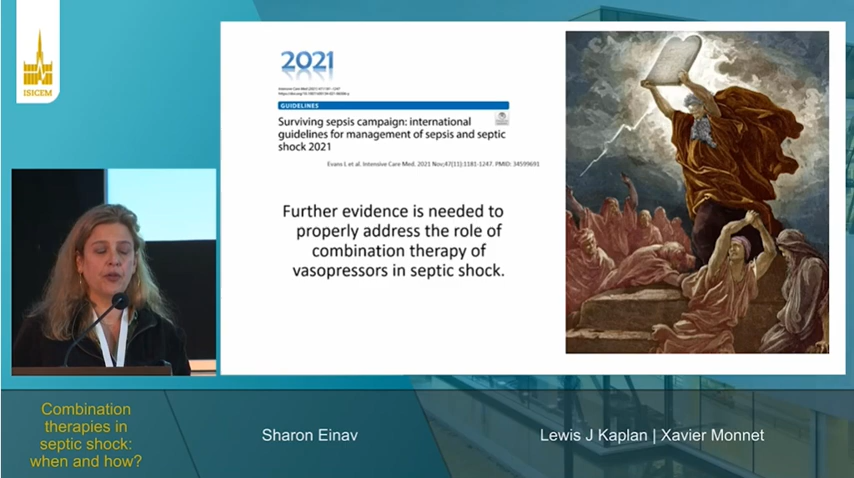 ISICEM
2021
GUIDELINES
Surviving sepsis campaign: international
guidelines for management of sepsis and septic
shock 2021
Evans L et al. Intensive Care Med. 2021 Nov;47(11):1181-1247. PMID: 34599691
Further evidence is needed to
properly address the role of
combination therapy of
vasopressors in septic shock.
Combination
therapies in
septic shock:
when and how?
Sharon Einav
Lewis J Kaplan | Xavier Monnet